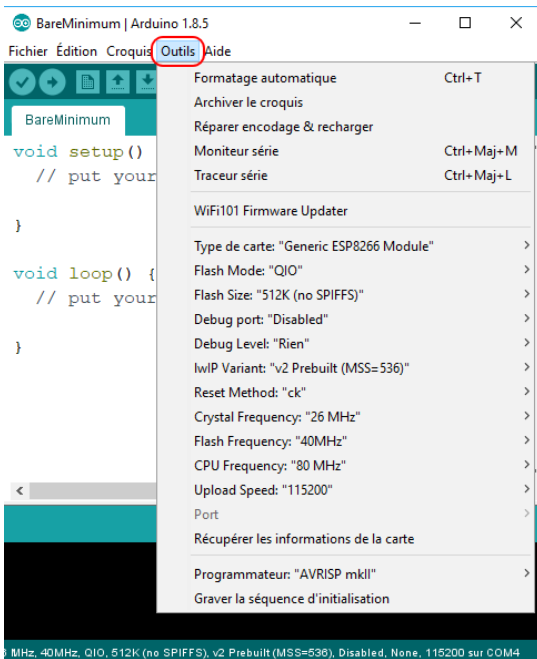 BareMinimum | Arduino 1.8.5
Fichier Édition Croquis Outils Aide
BareMinimum
void setup()
// put your
}
void loop() {
// put your
}
Formatage automatique Ctrl+T
Archiver le croquis
Réparer encodage & recharger
Moniteur série Ctrl+Maj+M
Traceur série Ctrl+Maj+L
WiFi101 Firmware Updater
Type de carte: "Generic ESP8266 Module"
Flash Mode: "QIO"
Flash Size: "512K (no SPIFFS)"
Debug port: "Disabled"
Debug Level: "Rien"
lwIP Variant: "v2 Prebuilt (MSS=536)"
Reset Method: "ck"
Crystal Frequency: "26 MHz"
Flash Frequency: "40MHz"
CPU Frequency: "80 MHz"
Upload Speed: "115200"
Port
Récupérer les informations de la carte
Programmateur: "AVRISP mkII"
Graver la séquence d'initialisation
MHz, 40MHz, QIO, 512K (no SPIFFS), v2 Prebuilt (MSS=536), Disabled, None, 115200 sur COM4